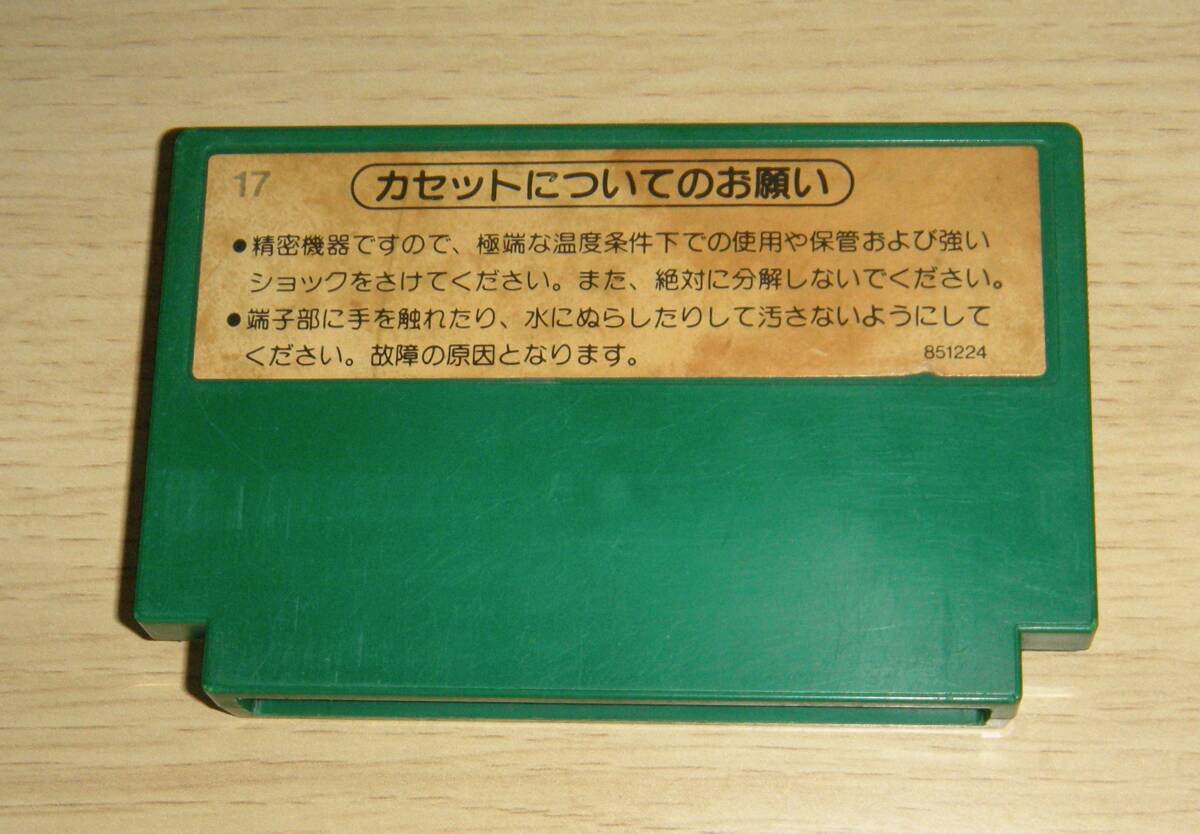 17
カセットについてのお願い
●精密機器ですので、極端な温度条件下での使用や保管および強い
ショックをさけてください。また、絶対に分解しないでください。
●端子部に手を触れたり、水にぬらしたりして汚さないようにして
ください。故障の原因となります。
851224